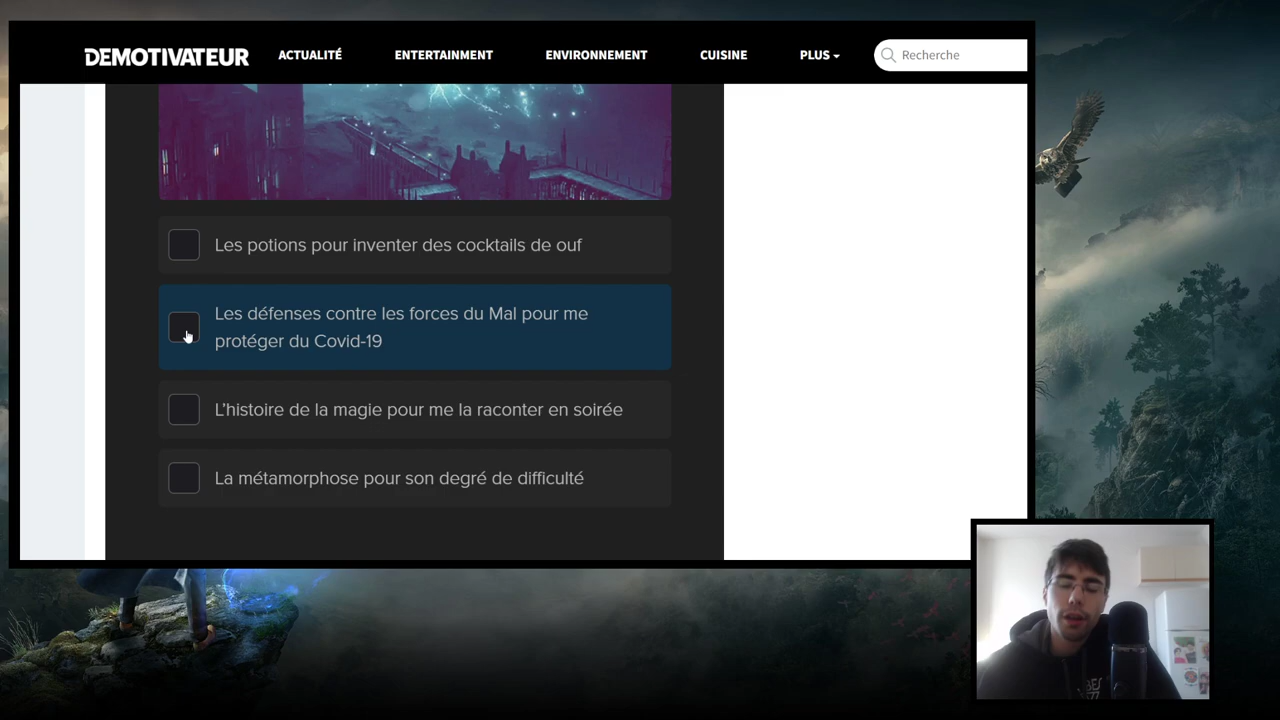 DEMOTIVATEUR ACTUALITÉ ENTERTAINMENT ENVIRONNEMENT CUISINE PLUS Recherche
Les potions pour inventer des cocktails de ouf
Les défenses contre les forces du Mal pour me
protéger du Covid-19
L'histoire de la magie pour me la raconter en soirée
La métamorphose pour son degré de difficulté